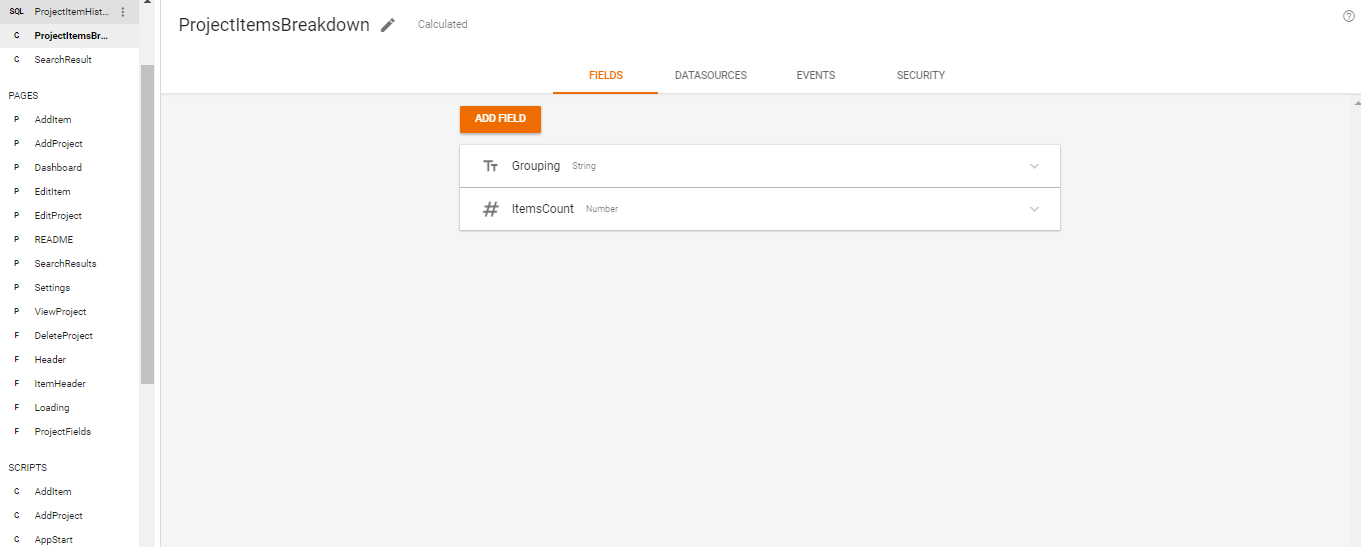 SQL ProjectItemHist...
C ProjectItemsBr...
C SearchResult
PAGES
P AddItem
P AddProject
P Dashboard
P EditItem
P EditProject
P README
P SearchResults
P Settings
P ViewProject
F DeleteProject
F Header
F ItemHeader
F Loading
F ProjectFields
SCRIPTS
C AddItem
C AddProject
C AppStart
ProjectItemsBreakdown Calculated
FIELDS DATASOURCES EVENTS SECURITY
ADD FIELD
Tт Grouping String
# ItemsCount Number